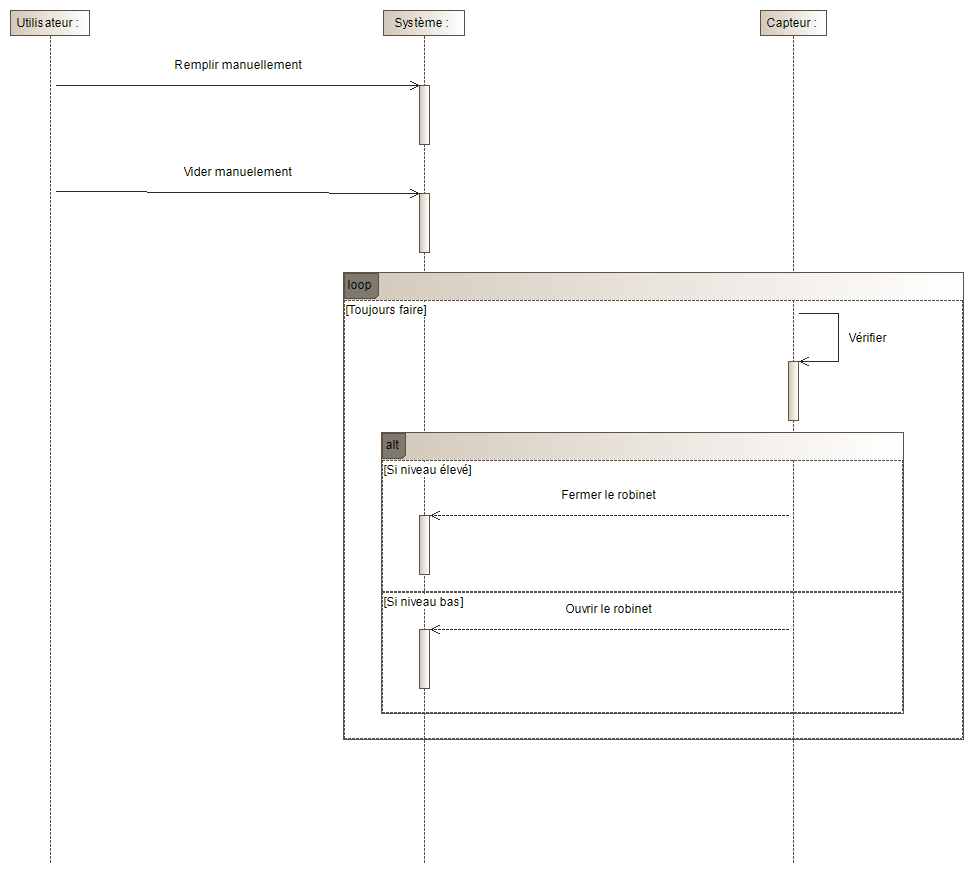 Utilisateur :
Système :
Capteur :
Remplir manuellement
Vider manuelement
loop
[Toujours faire]
Vérifier
alt
[Si niveau élevé]
Fermer le robinet
[Si niveau bas]
Ouvrir le robinet